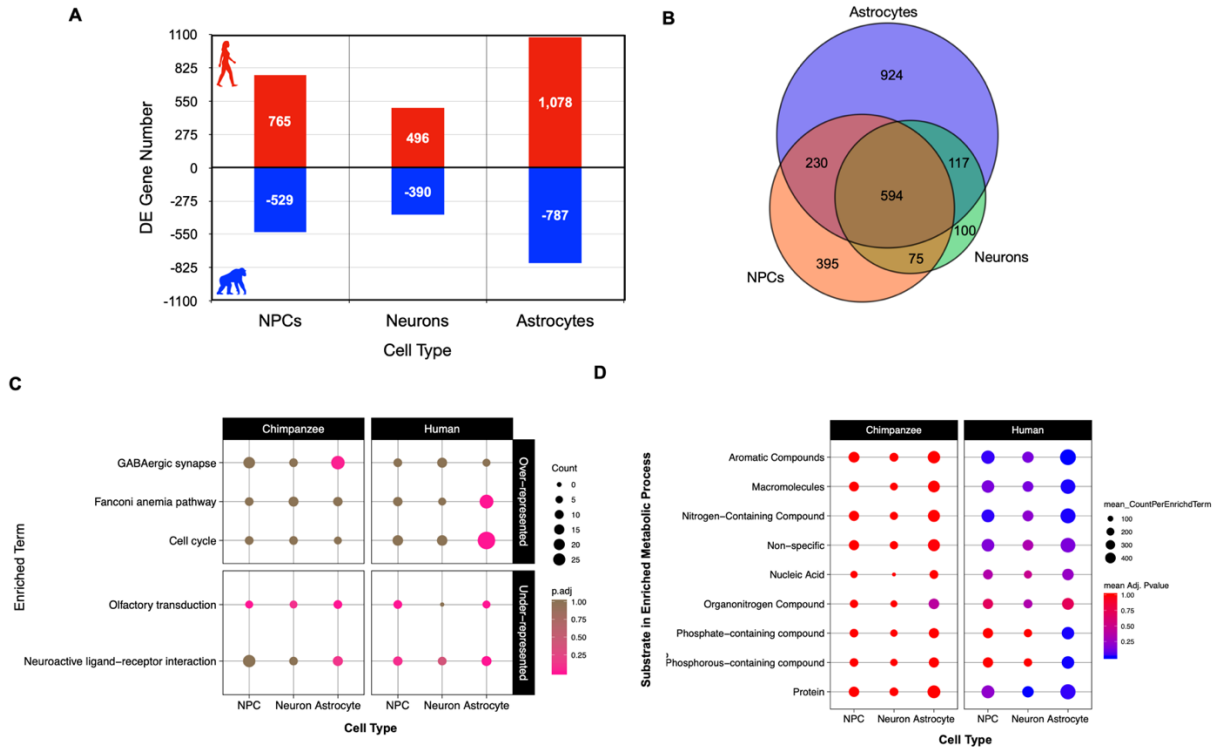 A
DE Gene Number
1100
825
550
275
0
-275
-550
-825
-1100
765
496
1,078
-529
-390
-787
NPCs
Neurons
Astrocytes
Cell Type
B
Astrocytes
924
230
117
594
100
395
75
Neurons
NPCs
C
Enriched Term
Chimpanzee
Human
GABAergic synapse
Fanconi anemia pathway
Cell cycle
Olfactory transduction
Neuroactive ligand−receptor interaction
Over−represented
Under−represented
NPC
Neuron
Astrocyte
NPC
Neuron
Astrocyte
Cell Type
Count
0
5
10
15
20
25
p.adj
1.00
0.75
0.50
0.25
D
Substrate in Enriched Metabolic Process
Chimpanzee
Human
Aromatic Compounds
Macromolecules
Nitrogen−Containing Compound
Non−specific
Nucleic Acid
Organonitrogen Compound
Phosphate−containing compound
Phosphorous−containing compound
Protein
NPC
Neuron
Astrocyte
NPC
Neuron
Astrocyte
Cell Type
mean_CountPerEnrichdTerm
100
200
300
400
mean Adj. Pvalue
1.00
0.75
0.50
0.25